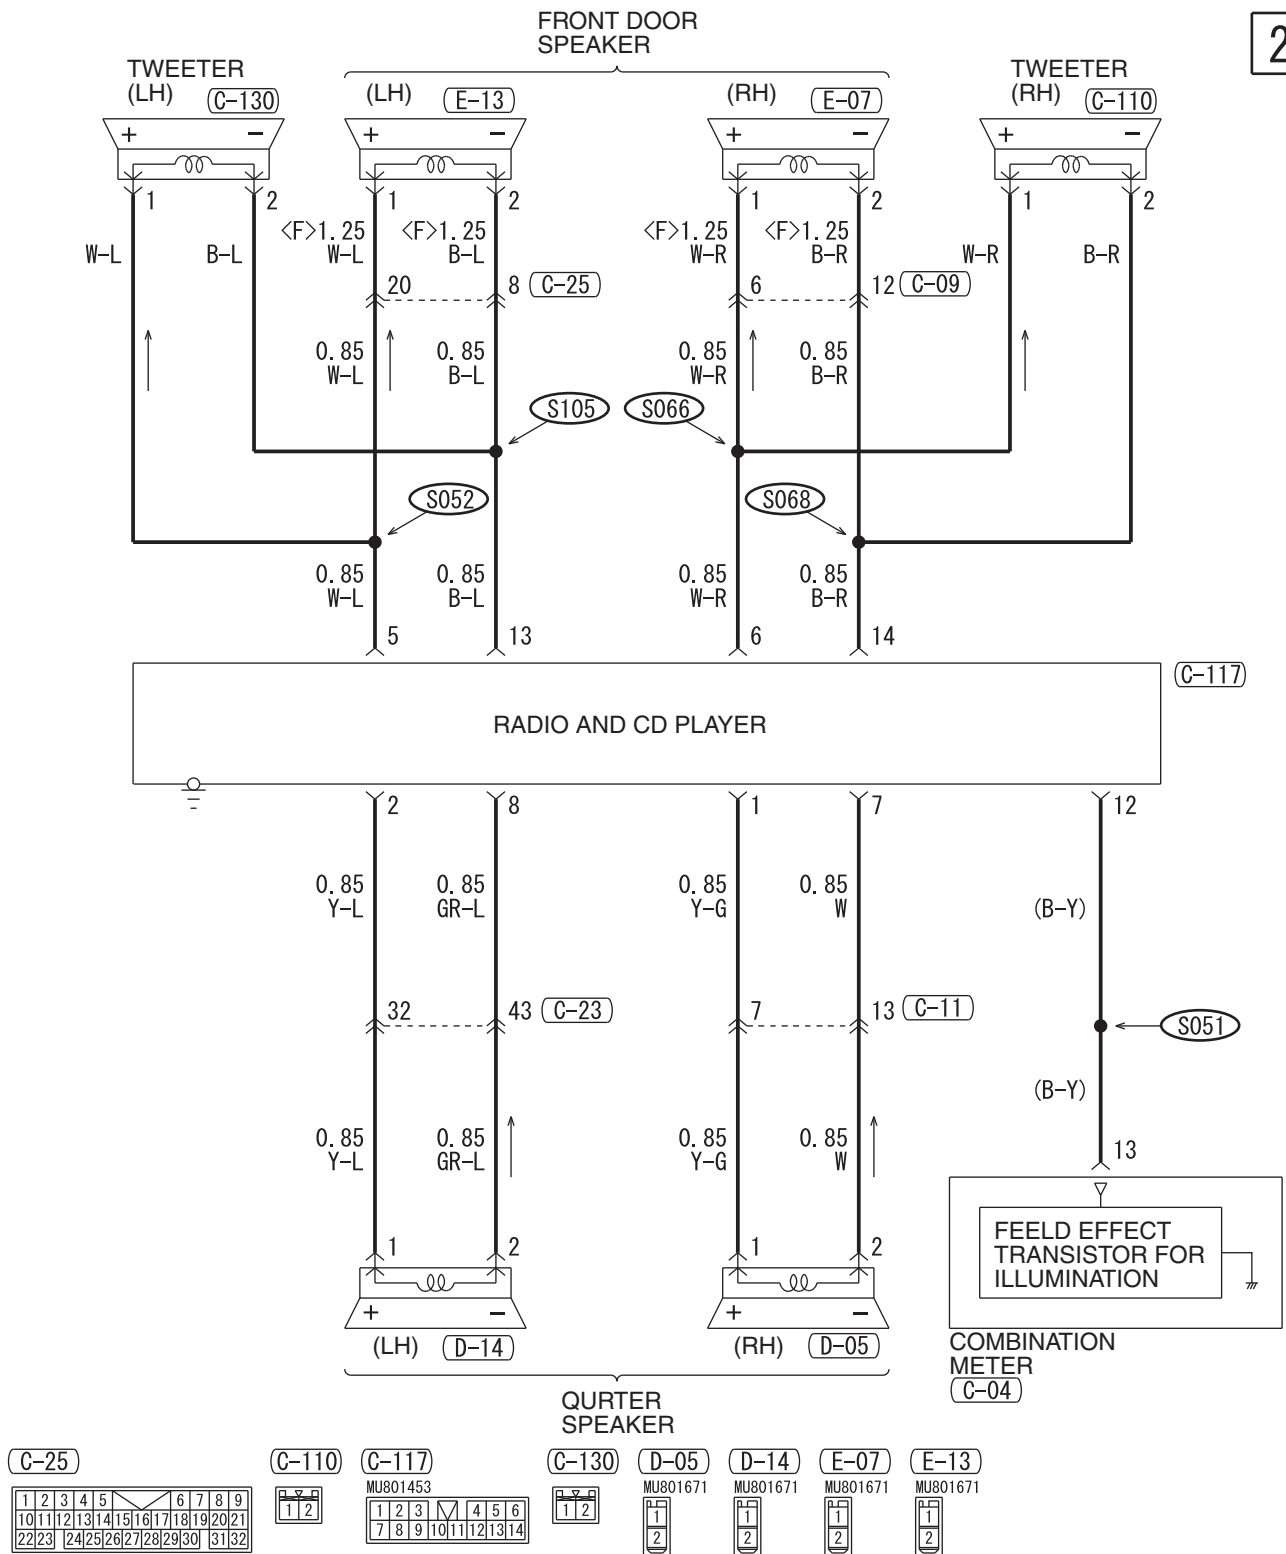 FRONT DOOR
SPEAKER
2
TWEETER
(LH) C-130
(LH) E-13
(RH) E-07
TWEETER
(RH) C-110
+ − + − + − + −
1 2 1 2 1 2 1 2
<F>1.25 <F>1.25 <F>1.25 <F>1.25
W-L B-L W-L B-L W-R B-R W-R B-R
20 8 C-25 6 12 C-09
0.85 0.85 0.85 0.85
W-L B-L W-R B-R
S105 S066
S052 S068
0.85 0.85 0.85 0.85
W-L B-L W-R B-R
5 13 6 14
C-117
RADIO AND CD PLAYER
2 8 1 7 12
0.85 0.85 0.85 0.85
Y-L GR-L Y-G W (B-Y)
32 43 C-23 7 13 C-11
S051
(B-Y)
0.85 0.85 0.85 0.85
Y-L GR-L Y-G W
13
1 2 1 2
FEELD EFFECT
TRANSISTOR FOR
ILLUMINATION
+ − + −
(LH) D-14 (RH) D-05
COMBINATION
METER
C-04
QURTER
SPEAKER
C-25
1 2 3 4 5 6 7 8 9
10 11 12 13 14 15 16 17 18 19 20 21
22 23 24 25 26 27 28 29 30 31 32
C-110
1 2
C-117
MU801453
1 2 3 4 5 6
7 8 9 10 11 12 13 14
C-130
1 2
D-05
MU801671
1
2
D-14
MU801671
1
2
E-07
MU801671
1
2
E-13
MU801671
1
2